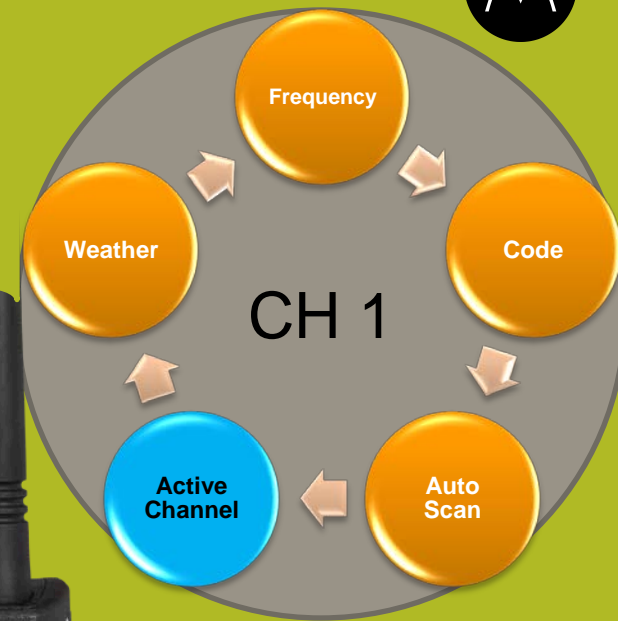 Frequency
Weather
Code
CH 1
Active
Channel
Auto
Scan